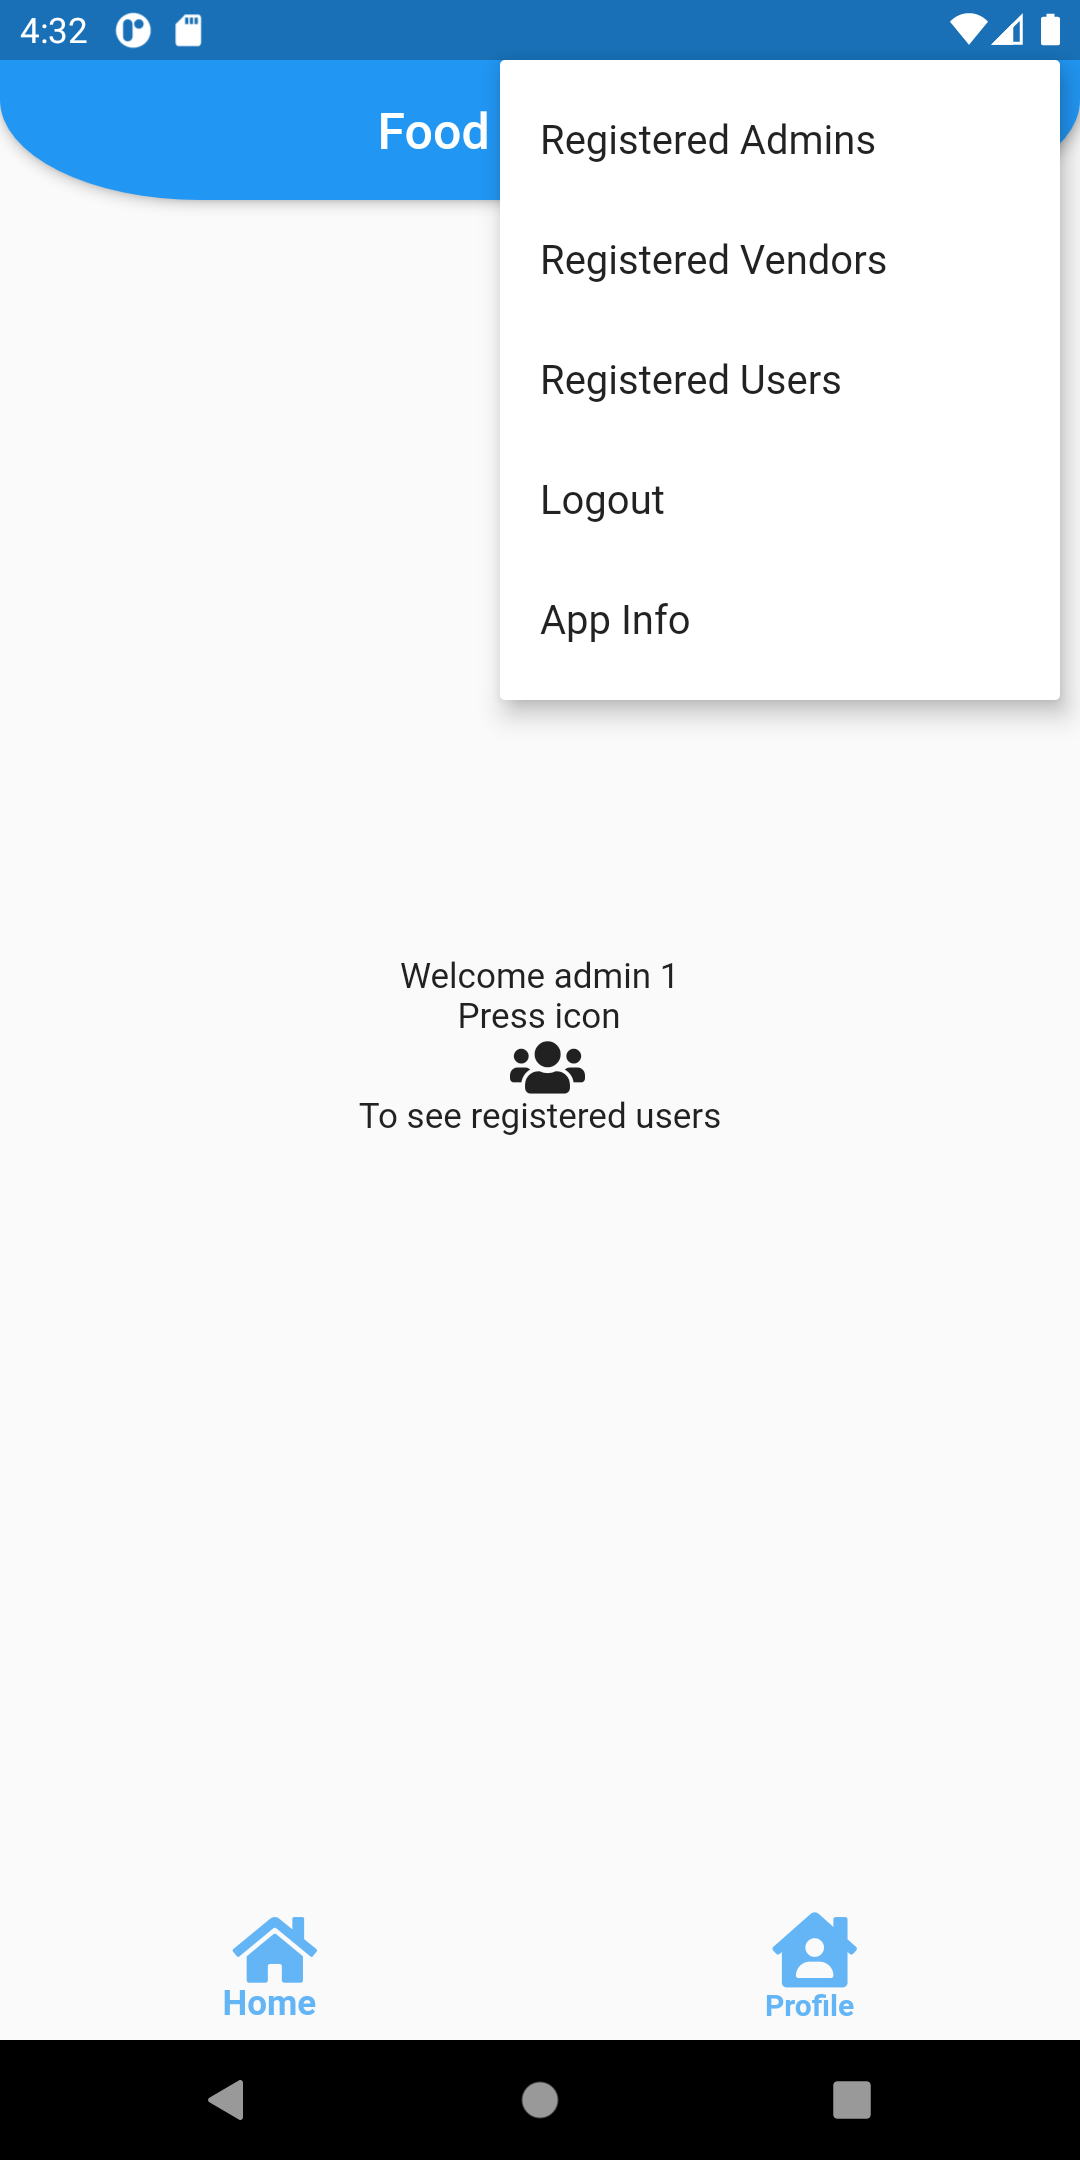 4:32
Food
Registered Admins
Registered Vendors
Registered Users
Logout
App Info
Welcome admin 1
Press icon
To see registered users
Home
Profile